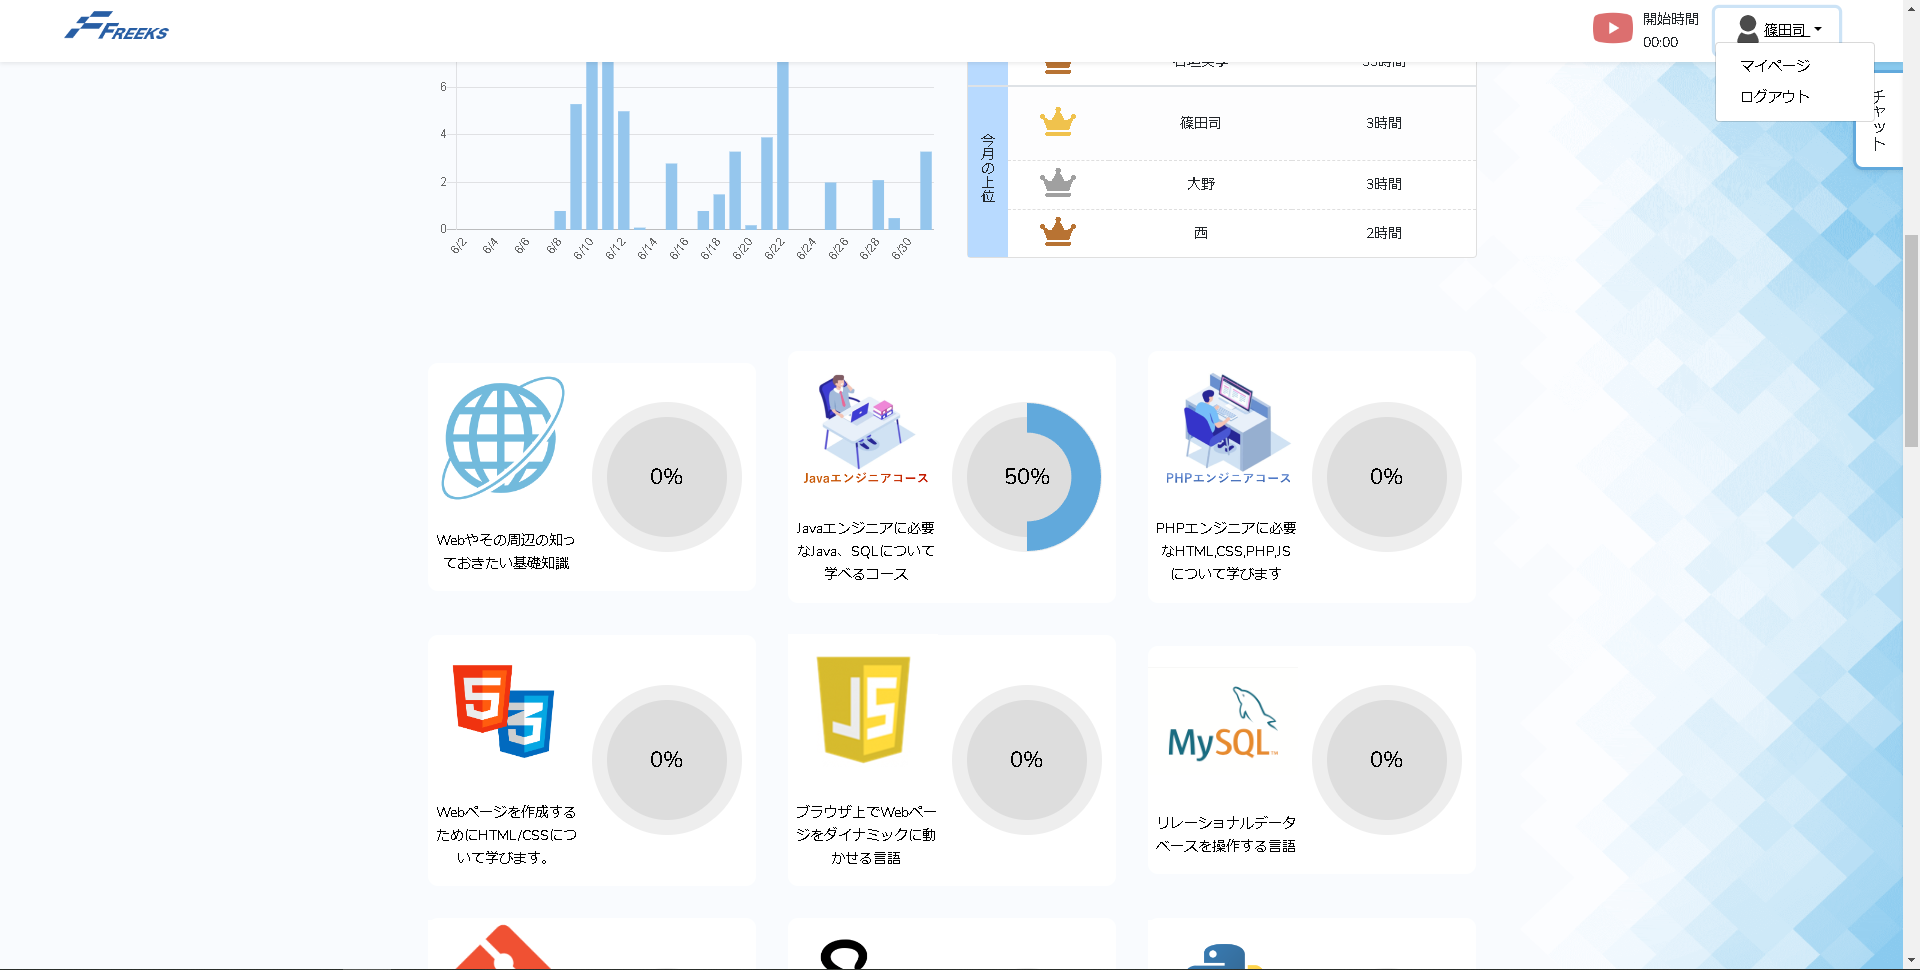 FREEKS
開始時間
00:00
篠田司
マイページ
ログアウト
チャット
6
4
2
0
6/2 6/4 6/6 6/8 6/10 6/12 6/14 6/16 6/18 6/20 6/22 6/24 6/26 6/28 6/30
今月の上位
篠田司 3時間
大野 3時間
西 2時間
0%
Webやその周辺の知っ
ておきたい基礎知識
Javaエンジニアコース
50%
Javaエンジニアに必要
なJava、SQLについて
学べるコース
PHPエンジニアコース
0%
PHPエンジニアに必要
なHTML,CSS,PHP,JS
について学びます
5
3
0%
Webページを作成する
ためにHTML/CSSにつ
いて学びます。
JS
0%
ブラウザ上でWebペー
ジをダイナミックに動
かせる言語
MySQL™
0%
リレーショナルデータ
ベースを操作する言語